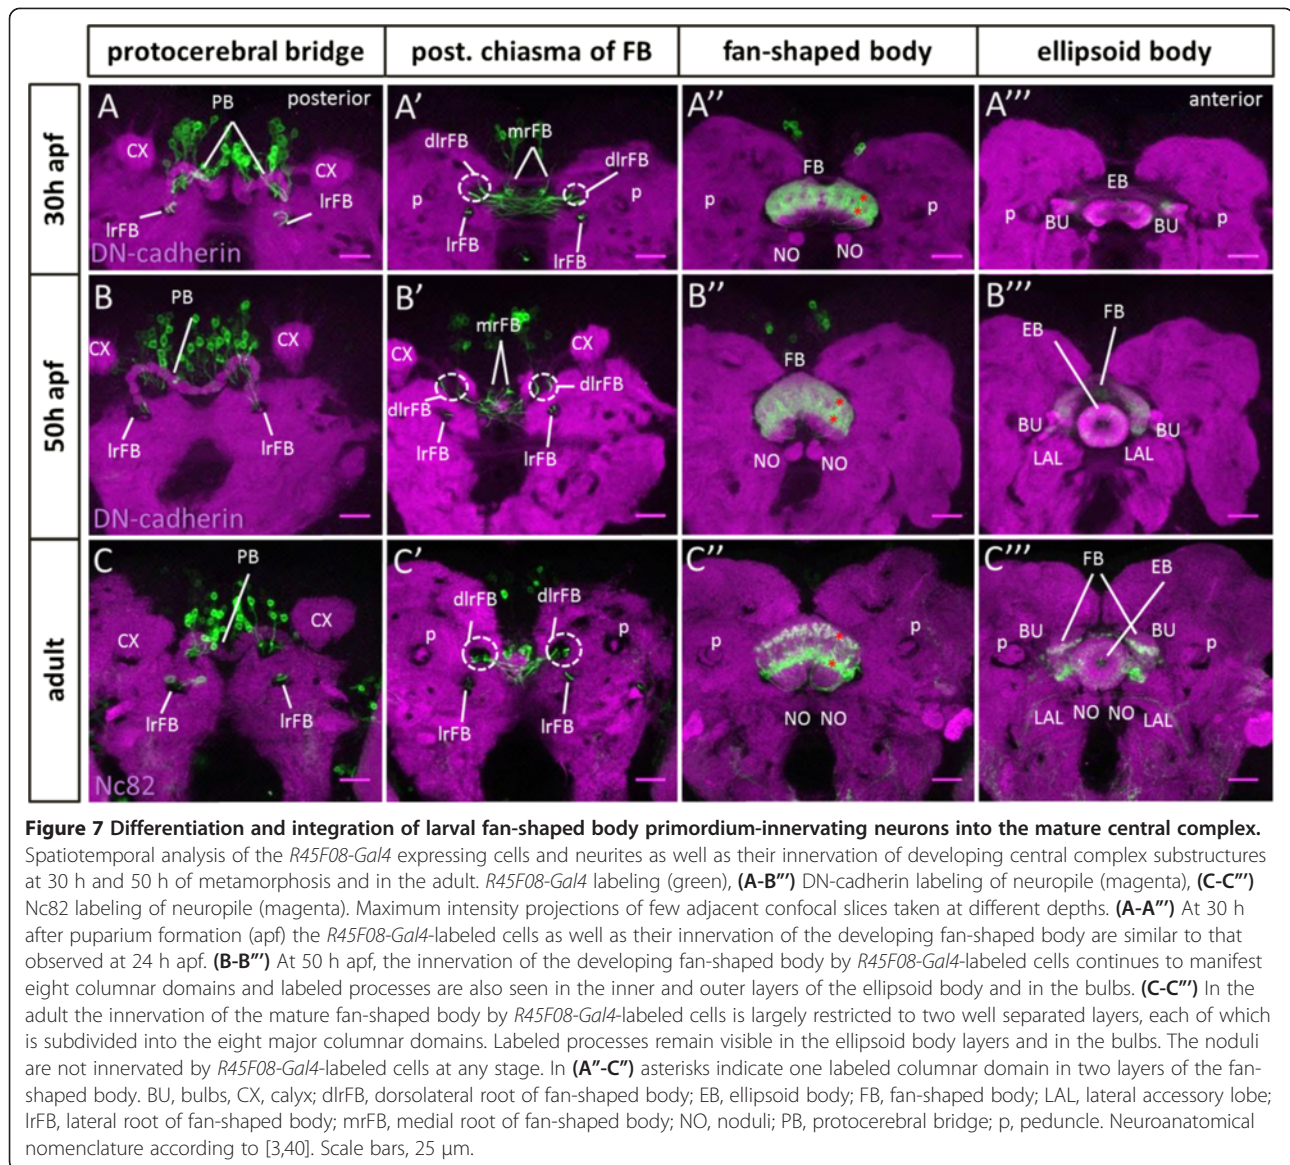 protocerebral bridge
post. chiasma of FB
fan-shaped body
ellipsoid body
30h apf
A
PB
posterior
CX
CX
lrFB
lrFB
DN-cadherin
A'
mrFB
dlrFB
dlrFB
p
p
lrFB
lrFB
A''
FB
p
p
NO
NO
A'''
anterior
EB
p
BU
BU
p
50h apf
B
PB
CX
CX
lrFB
lrFB
DN-cadherin
B'
mrFB
CX
dlrFB
dlrFB
lrFB
lrFB
B''
FB
NO
NO
B'''
EB
FB
BU
BU
LAL
LAL
adult
C
PB
CX
CX
lrFB
lrFB
Nc82
C'
dlrFB
dlrFB
p
p
lrFB
lrFB
C''
p
p
NO NO
C'''
FB
EB
BU
BU
p
p
LAL
NO
NO
LAL
Figure 7 Differentiation and integration of larval fan-shaped body primordium-innervating neurons into the mature central complex.
Spatiotemporal analysis of the R45F08-Gal4 expressing cells and neurites as well as their innervation of developing central complex substructures
at 30 h and 50 h of metamorphosis and in the adult. R45F08-Gal4 labeling (green), (A-B''') DN-cadherin labeling of neuropile (magenta), (C-C''')
Nc82 labeling of neuropile (magenta). Maximum intensity projections of few adjacent confocal slices taken at different depths. (A-A''') At 30 h
after puparium formation (apf) the R45F08-Gal4-labeled cells as well as their innervation of the developing fan-shaped body are similar to that
observed at 24 h apf. (B-B''') At 50 h apf, the innervation of the developing fan-shaped body by R45F08-Gal4-labeled cells continues to manifest
eight columnar domains and labeled processes are also seen in the inner and outer layers of the ellipsoid body and in the bulbs. (C-C''') In the
adult the innervation of the mature fan-shaped body by R45F08-Gal4-labeled cells is largely restricted to two well separated layers, each of which
is subdivided into the eight major columnar domains. Labeled processes remain visible in the ellipsoid body layers and in the bulbs. The noduli
are not innervated by R45F08-Gal4-labeled cells at any stage. In (A''-C'') asterisks indicate one labeled columnar domain in two layers of the fan-
shaped body. BU, bulbs, CX, calyx; dlrFB, dorsolateral root of fan-shaped body; EB, ellipsoid body; FB, fan-shaped body; LAL, lateral accessory lobe;
lrFB, lateral root of fan-shaped body; mrFB, medial root of fan-shaped body; NO, noduli; PB, protocerebral bridge; p, peduncle. Neuroanatomical
nomenclature according to [3,40]. Scale bars, 25 µm.